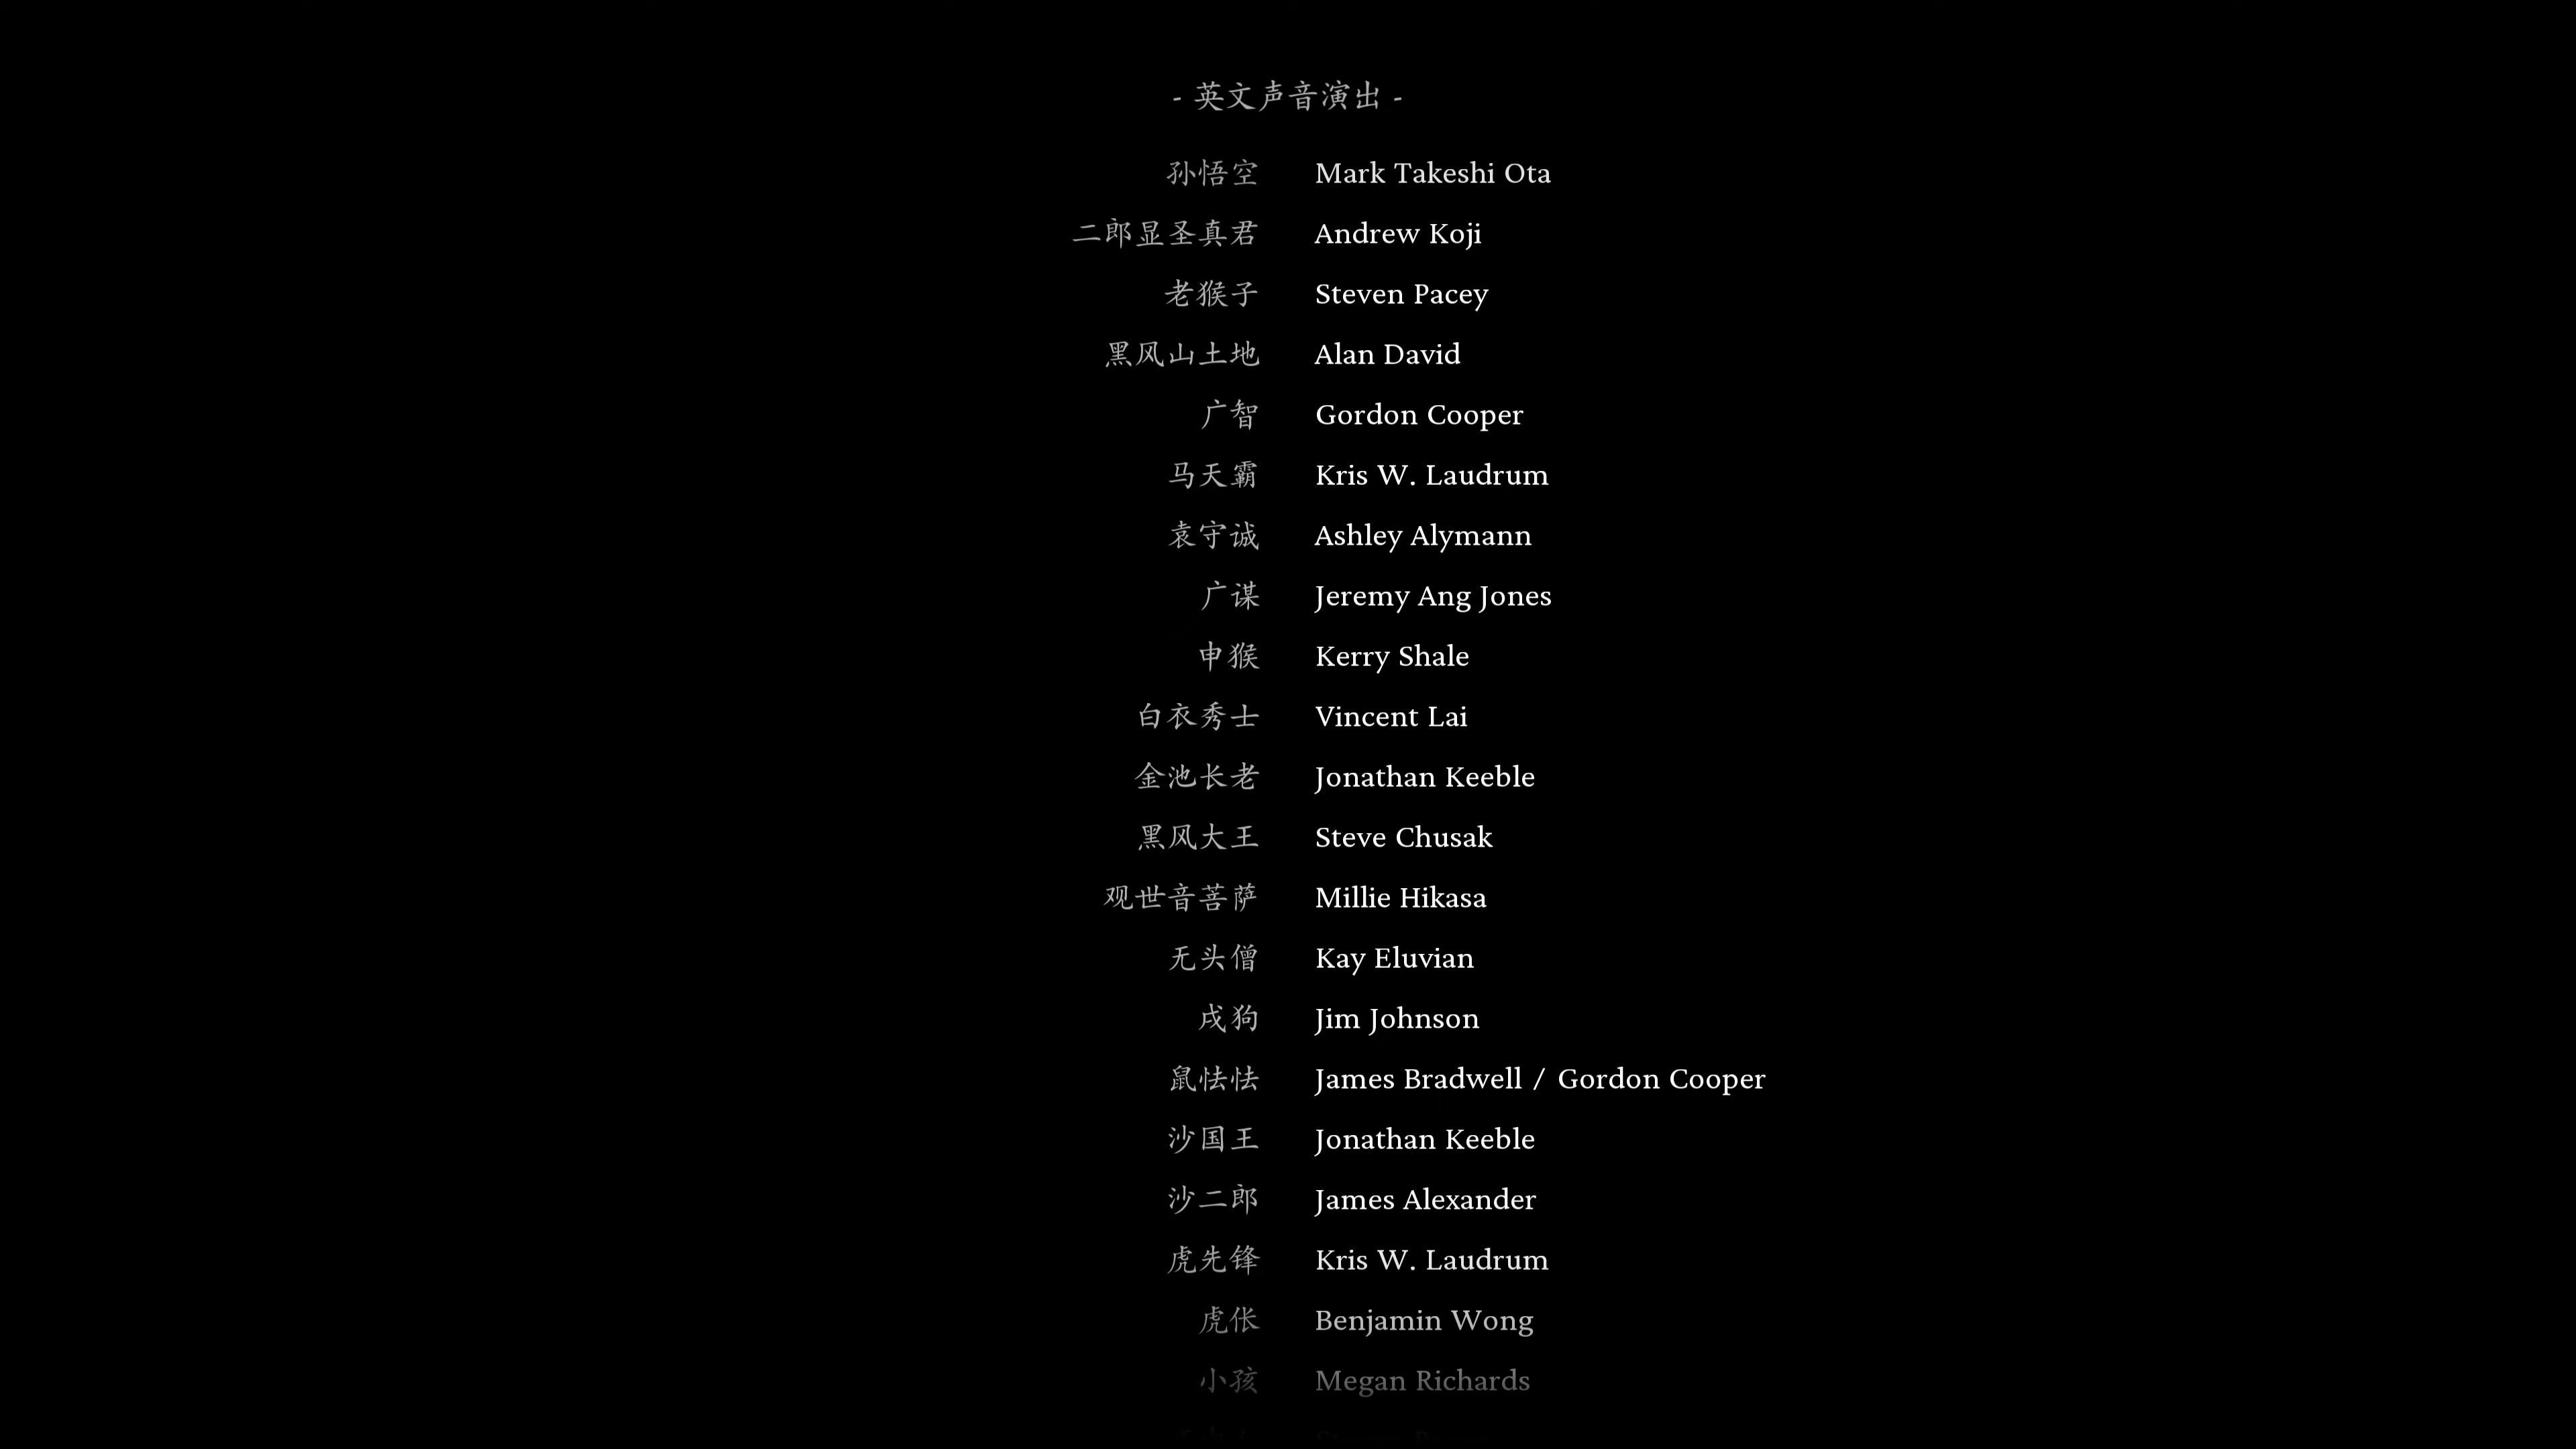 - 英文声音演出 -
孙悟空 Mark Takeshi Ota
二郎显圣真君 Andrew Koji
老猴子 Steven Pacey
黑风山土地 Alan David
广智 Gordon Cooper
马天霸 Kris W. Laudrum
袁守诚 Ashley Alymann
广谋 Jeremy Ang Jones
申猴 Kerry Shale
白衣秀士 Vincent Lai
金池长老 Jonathan Keeble
黑风大王 Steve Chusak
观世音菩萨 Millie Hikasa
无头僧 Kay Eluvian
戌狗 Jim Johnson
鼠怯怯 James Bradwell / Gordon Cooper
沙国王 Jonathan Keeble
沙二郎 James Alexander
虎先锋 Kris W. Laudrum
虎伥 Benjamin Wong
小孩 Megan Richards